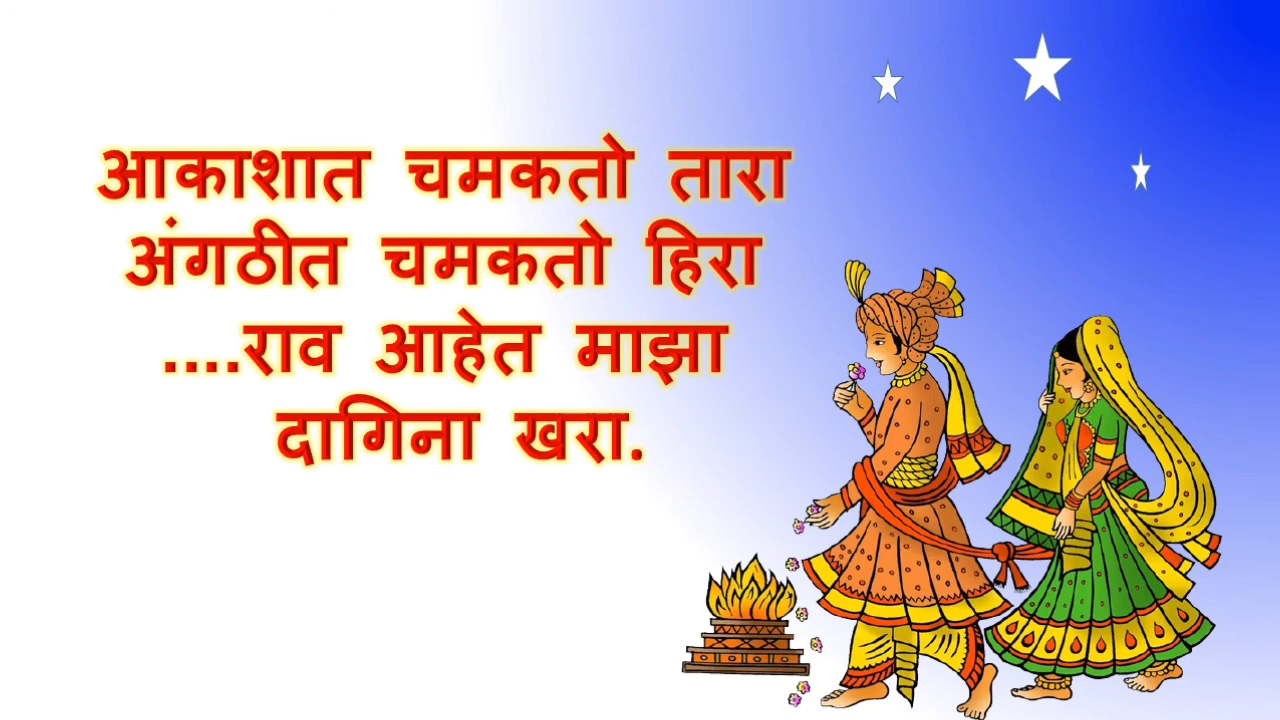 आकाशात चमकतो तारा
अंगठीत चमकतो हिरा
....राव आहेत माझा
दागिना खरा.